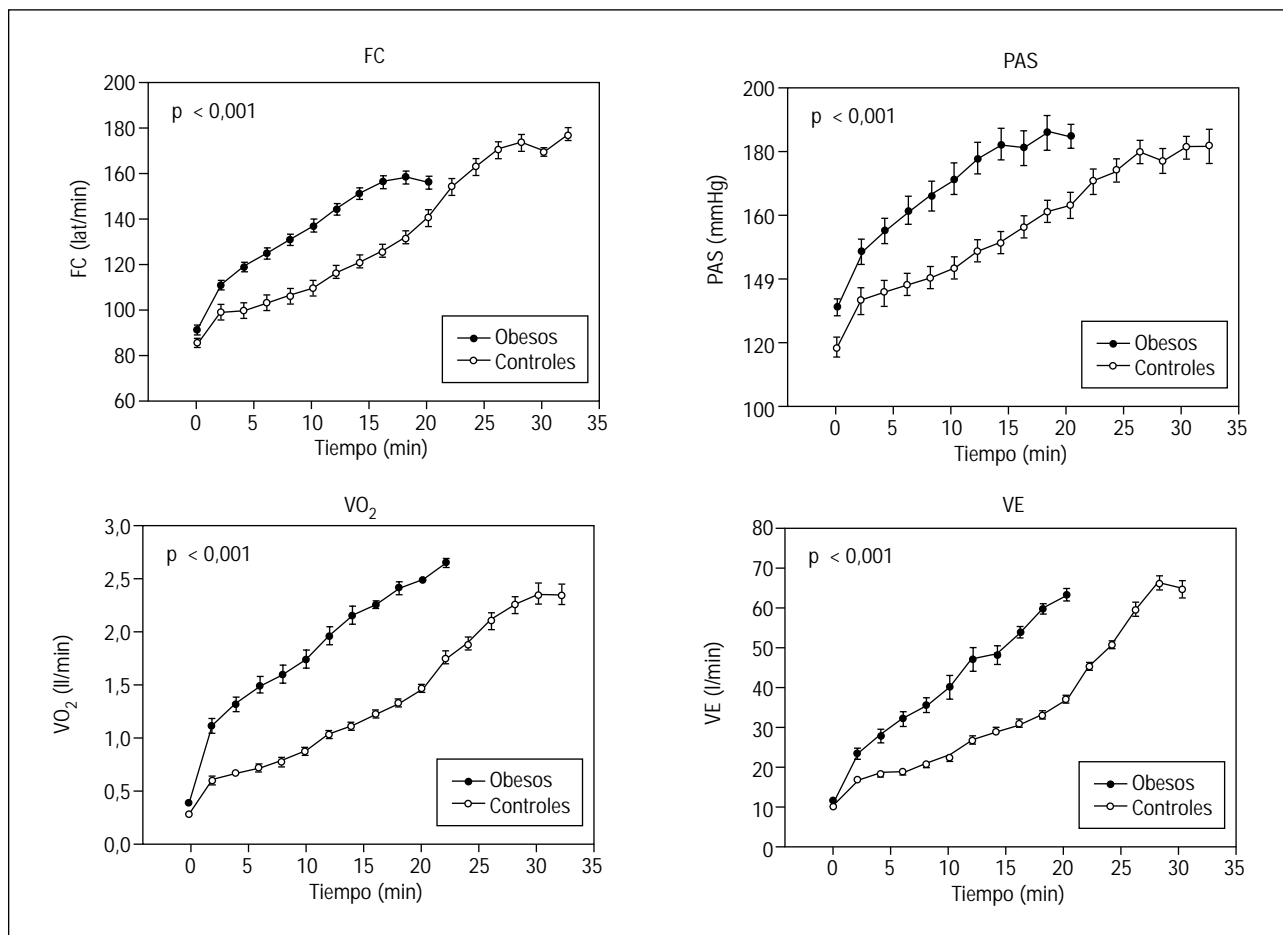 FC
p < 0,001
FC (lat/min)
200
180
160
140
120
100
80
60
Obesos
Controles
0 5 10 15 20 25 30 35
Tiempo (min)
PAS
p < 0,001
PAS (mmHg)
200
180
160
149
120
100
Obesos
Controles
0 5 10 15 20 25 30 35
Tiempo (min)
VO2
p < 0,001
VO2 (ll/min)
3,0
2,5
2,0
1,5
1,0
0,5
0,0
Obesos
Controles
0 5 10 15 20 25 30 35
Tiempo (min)
VE
p < 0,001
VE (l/min)
80
70
60
50
40
30
20
10
0
Obesos
Controles
0 5 10 15 20 25 30 35
Tiempo (min)